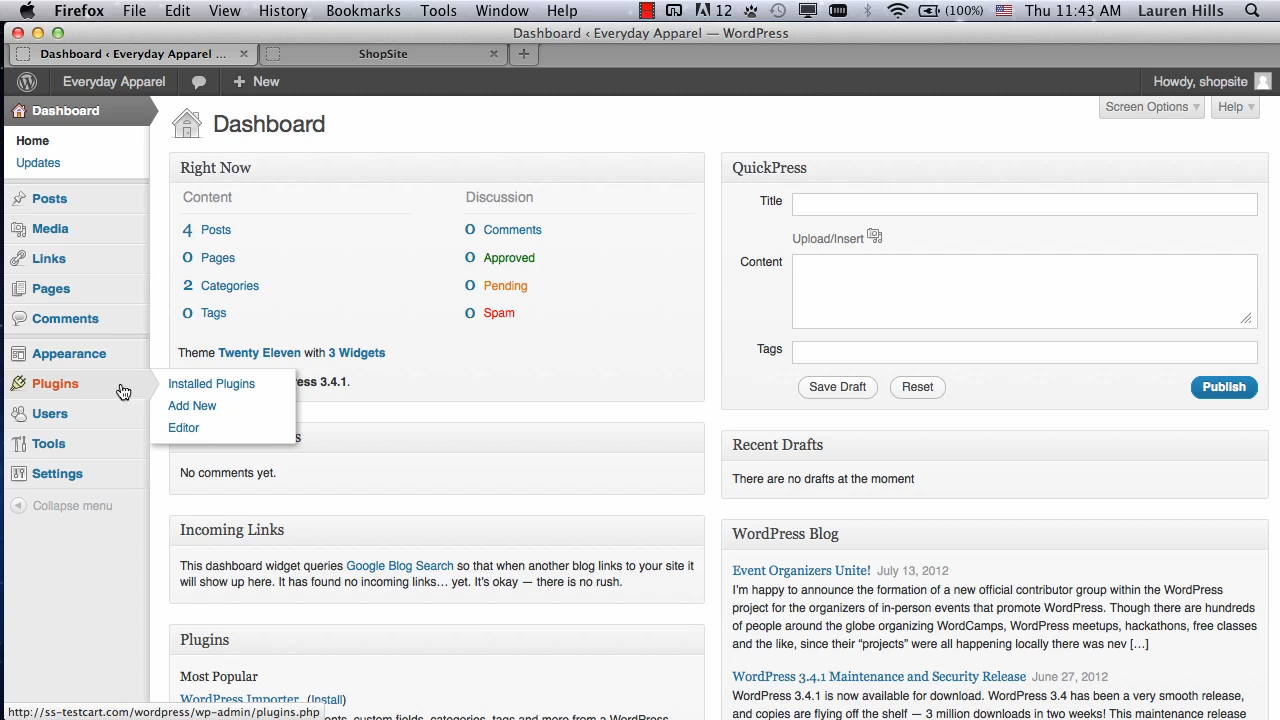 Firefox File Edit View History Bookmarks Tools Window Help 12 (100%) Thu 11:43 AM Lauren Hills
Dashboard ‹ Everyday Apparel — WordPress
Dashboard ‹ Everyday Apparel ... ShopSite
Everyday Apparel New Howdy, shopsite
Dashboard
Home
Updates
Posts
Media
Links
Pages
Comments
Appearance
Plugins
Users
Tools
Settings
Collapse menu
Installed Plugins
Add New
Editor
Screen Options Help
Dashboard
Right Now
Content
4 Posts
0 Pages
2 Categories
0 Tags
Discussion
0 Comments
0 Approved
0 Pending
0 Spam
Theme Twenty Eleven with 3 Widgets
ress 3.4.1.
s
No comments yet.
Incoming Links
This dashboard widget queries Google Blog Search so that when another blog links to your site it
will show up here. It has found no incoming links… yet. It's okay — there is no rush.
Plugins
Most Popular
WordPress Importer (Install)
nts, custom fields, categories, tags and more from a WordPress
QuickPress
Title
Upload/Insert
Content
Tags
Save Draft Reset Publish
Recent Drafts
There are no drafts at the moment
WordPress Blog
Event Organizers Unite! July 13, 2012
I'm happy to announce the formation of a new official contributor group within the WordPress
project for the organizers of in-person events that promote WordPress. Though there are hundreds
of people around the globe organizing WordCamps, WordPress meetups, hackathons, free classes
and the like, since their "projects" were all happening locally there was nev […]
WordPress 3.4.1 Maintenance and Security Release June 27, 2012
WordPress 3.4.1 is now available for download. WordPress 3.4 has been a very smooth release,
and copies are flying off the shelf — 3 million downloads in two weeks! This maintenance release
http://ss-testcart.com/wordpress/wp-admin/plugins.php